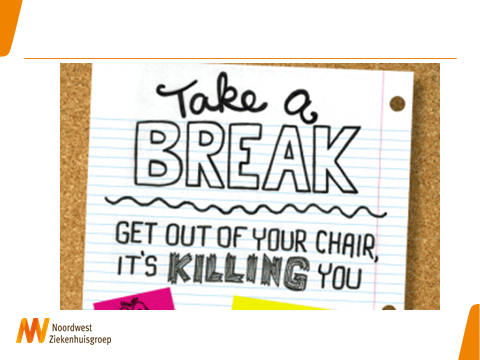 Take a
BREAK
GET OUT OF YOUR CHAIR,
IT'S KILLING YOU
Noordwest
Ziekenhuisgroep